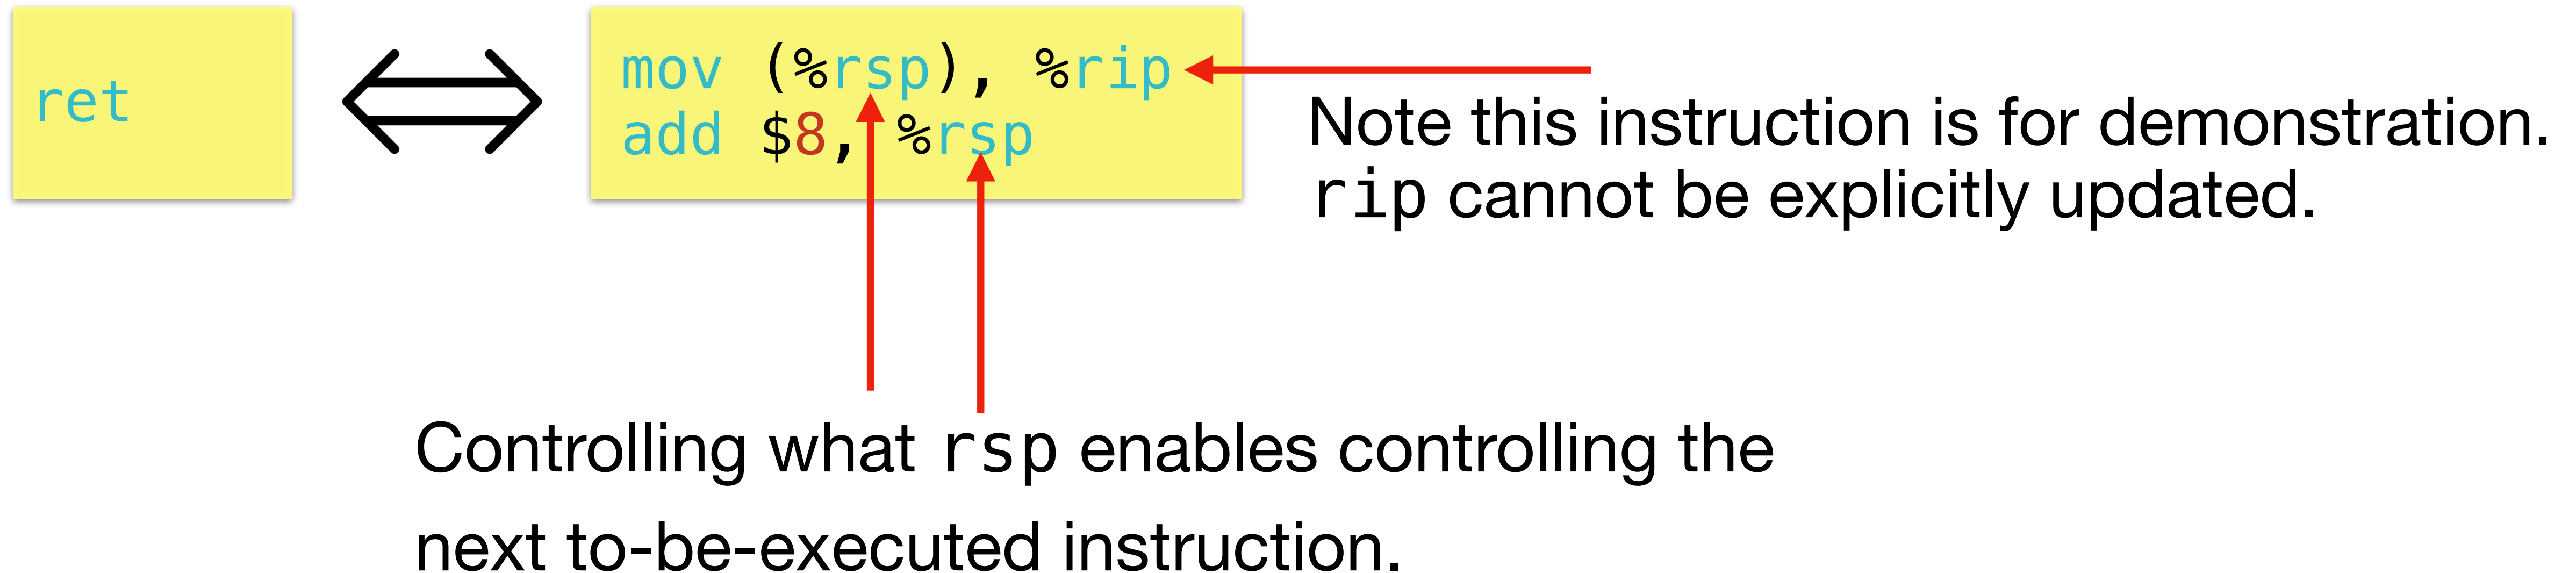 ret
mov (%rsp), %rip
add $8, %rsp
Note this instruction is for demonstration.
rip cannot be explicitly updated.
Controlling what rsp enables controlling the
next to-be-executed instruction.